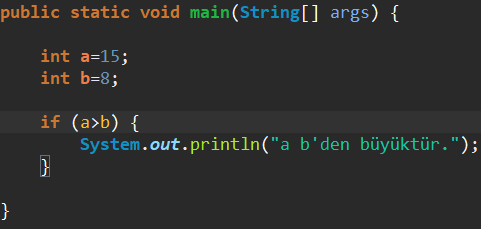 public static void main(String[] args) {
int a=15;
int b=8;
if (a>b) {
System.out.println("a b'den büyüktür.");
}
}